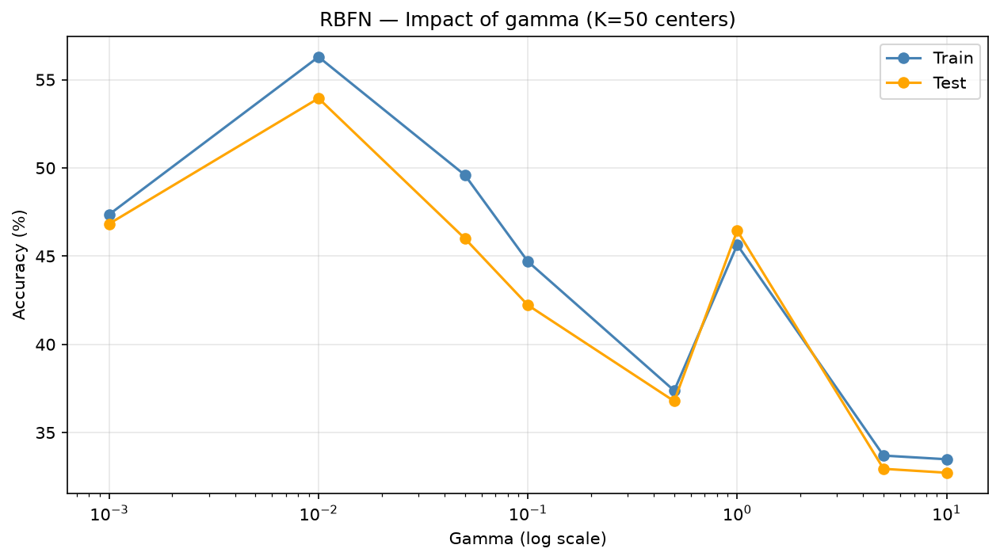 RBFN — Impact of gamma (K=50 centers)
Train
Test
Accuracy (%)
55
50
45
40
35
10⁻³
10⁻²
10⁻¹
10⁰
10¹
Gamma (log scale)